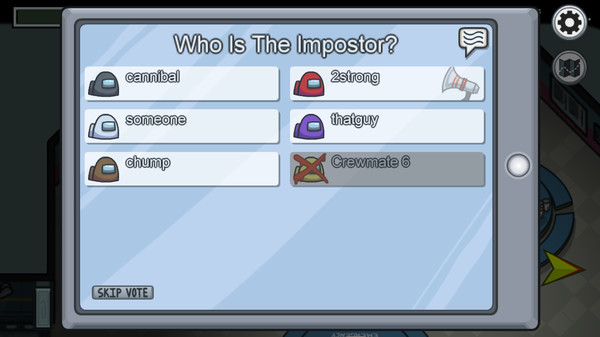 Who Is The Impostor?
cannibal
2strong
someone
thatguy
chump
Crewmate 6
SKIP VOTE